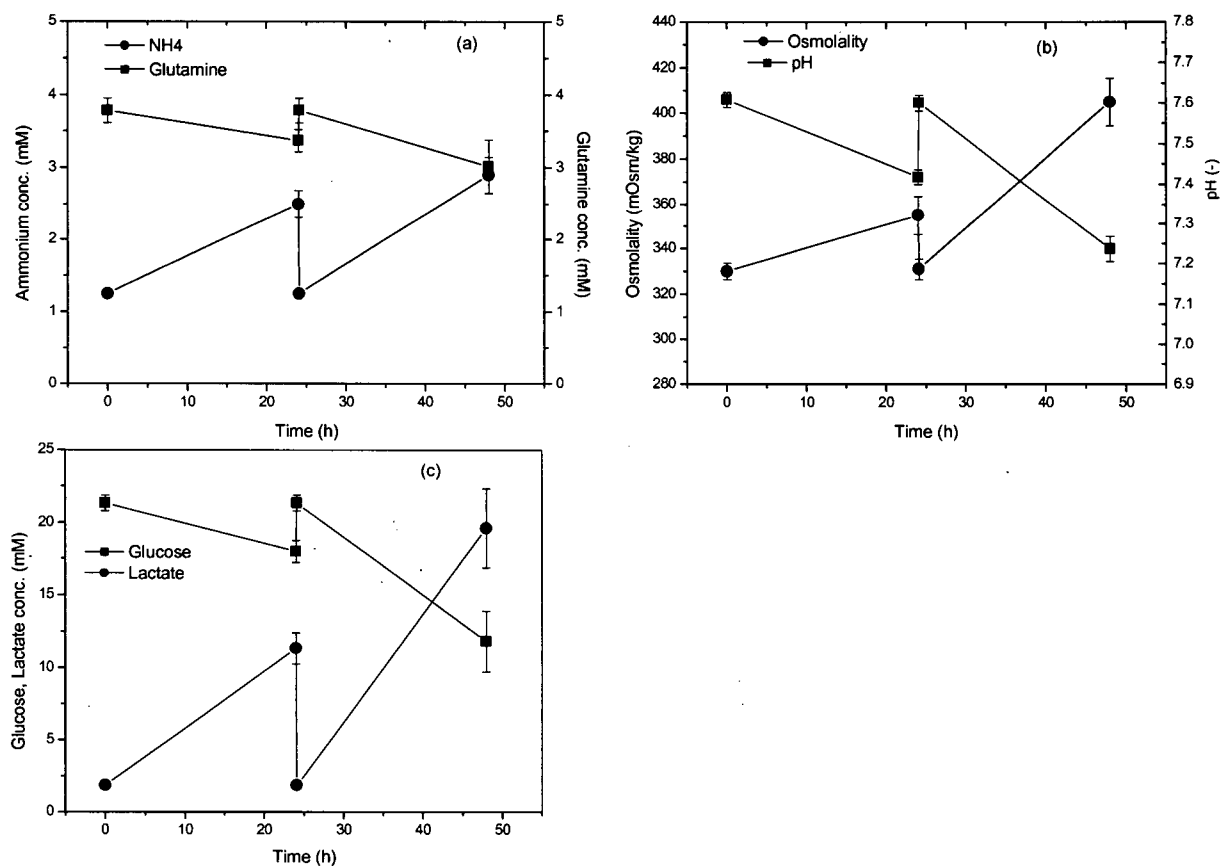 (a)
NH4
Glutamine
Ammonium conc. (mM)
5
4
3
2
1
0
Glutamine conc. (mM)
5
4
3
2
1
0
0 10 20 30 40 50
Time (h)
(b)
Osmolality
pH
Osmolality (mOsm/kg)
440
420
400
380
360
340
320
300
280
pH (-)
7.8
7.7
7.6
7.5
7.4
7.3
7.2
7.1
7.0
6.9
0 10 20 30 40 50
Time (h)
(c)
Glucose
Lactate
Glucose, Lactate conc. (mM)
25
20
15
10
5
0
0 10 20 30 40 50
Time (h)